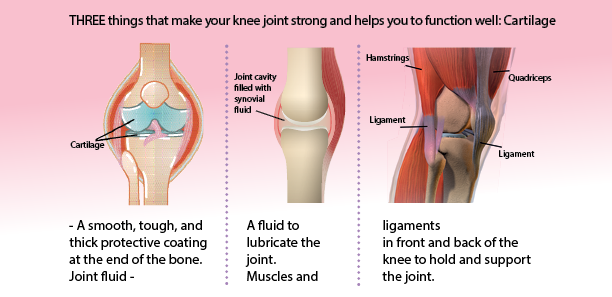 THREE things that make your knee joint strong and helps you to function well: Cartilage
Cartilage
Joint cavity
filled with
synovial
fluid
Hamstrings
Quadriceps
Ligament
Ligament
- A smooth, tough, and
thick protective coating
at the end of the bone.
Joint fluid -
A fluid to
lubricate the
joint.
Muscles and
ligaments
in front and back of the
knee to hold and support
the joint.